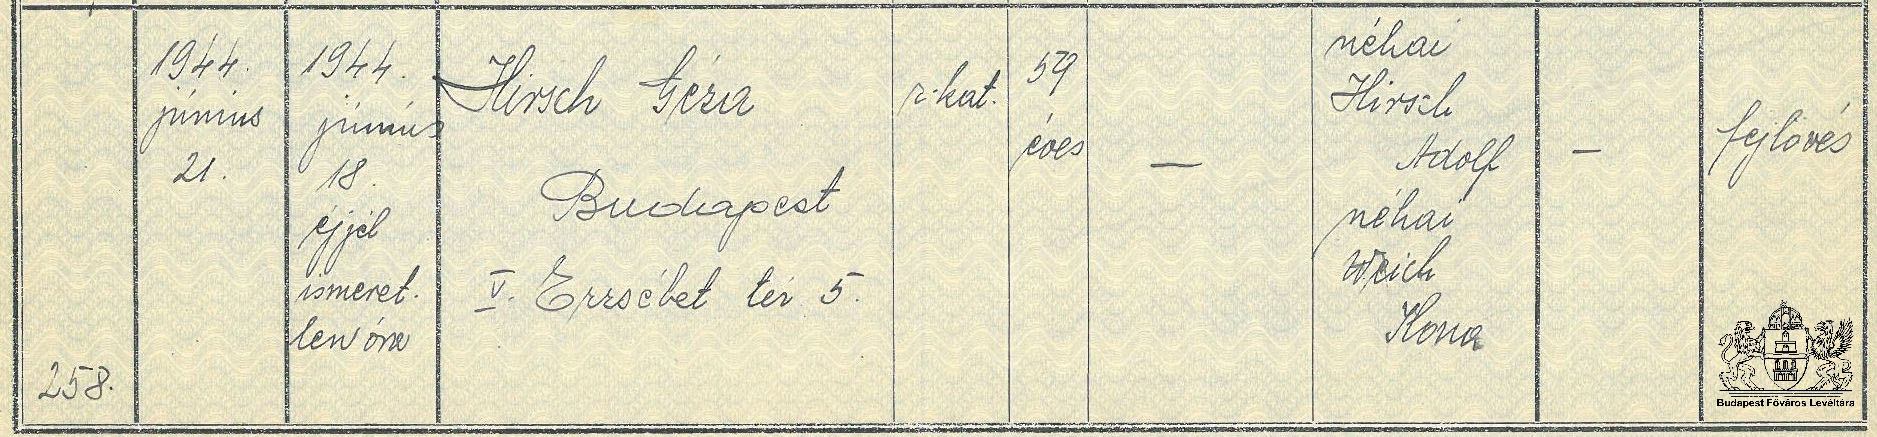 258.
1944.
június
21.
1944.
június
18.
éjjel
ismeret-
len óra
Hirsch Géza
Budapest
V. Erzsébet tér 5.
r. kat.
59
éves
—
néhai
Hirsch
Adolf
néhai
Weich
Ilona
—
fejlövés
Budapest Főváros Levéltára